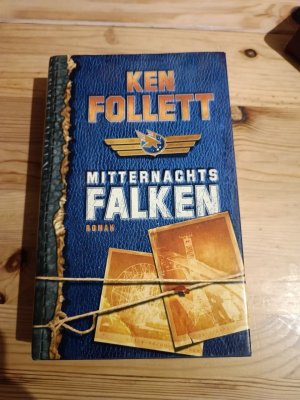 KEN
FOLLETT
MITTERNACHTS
FALKEN
ROMAN